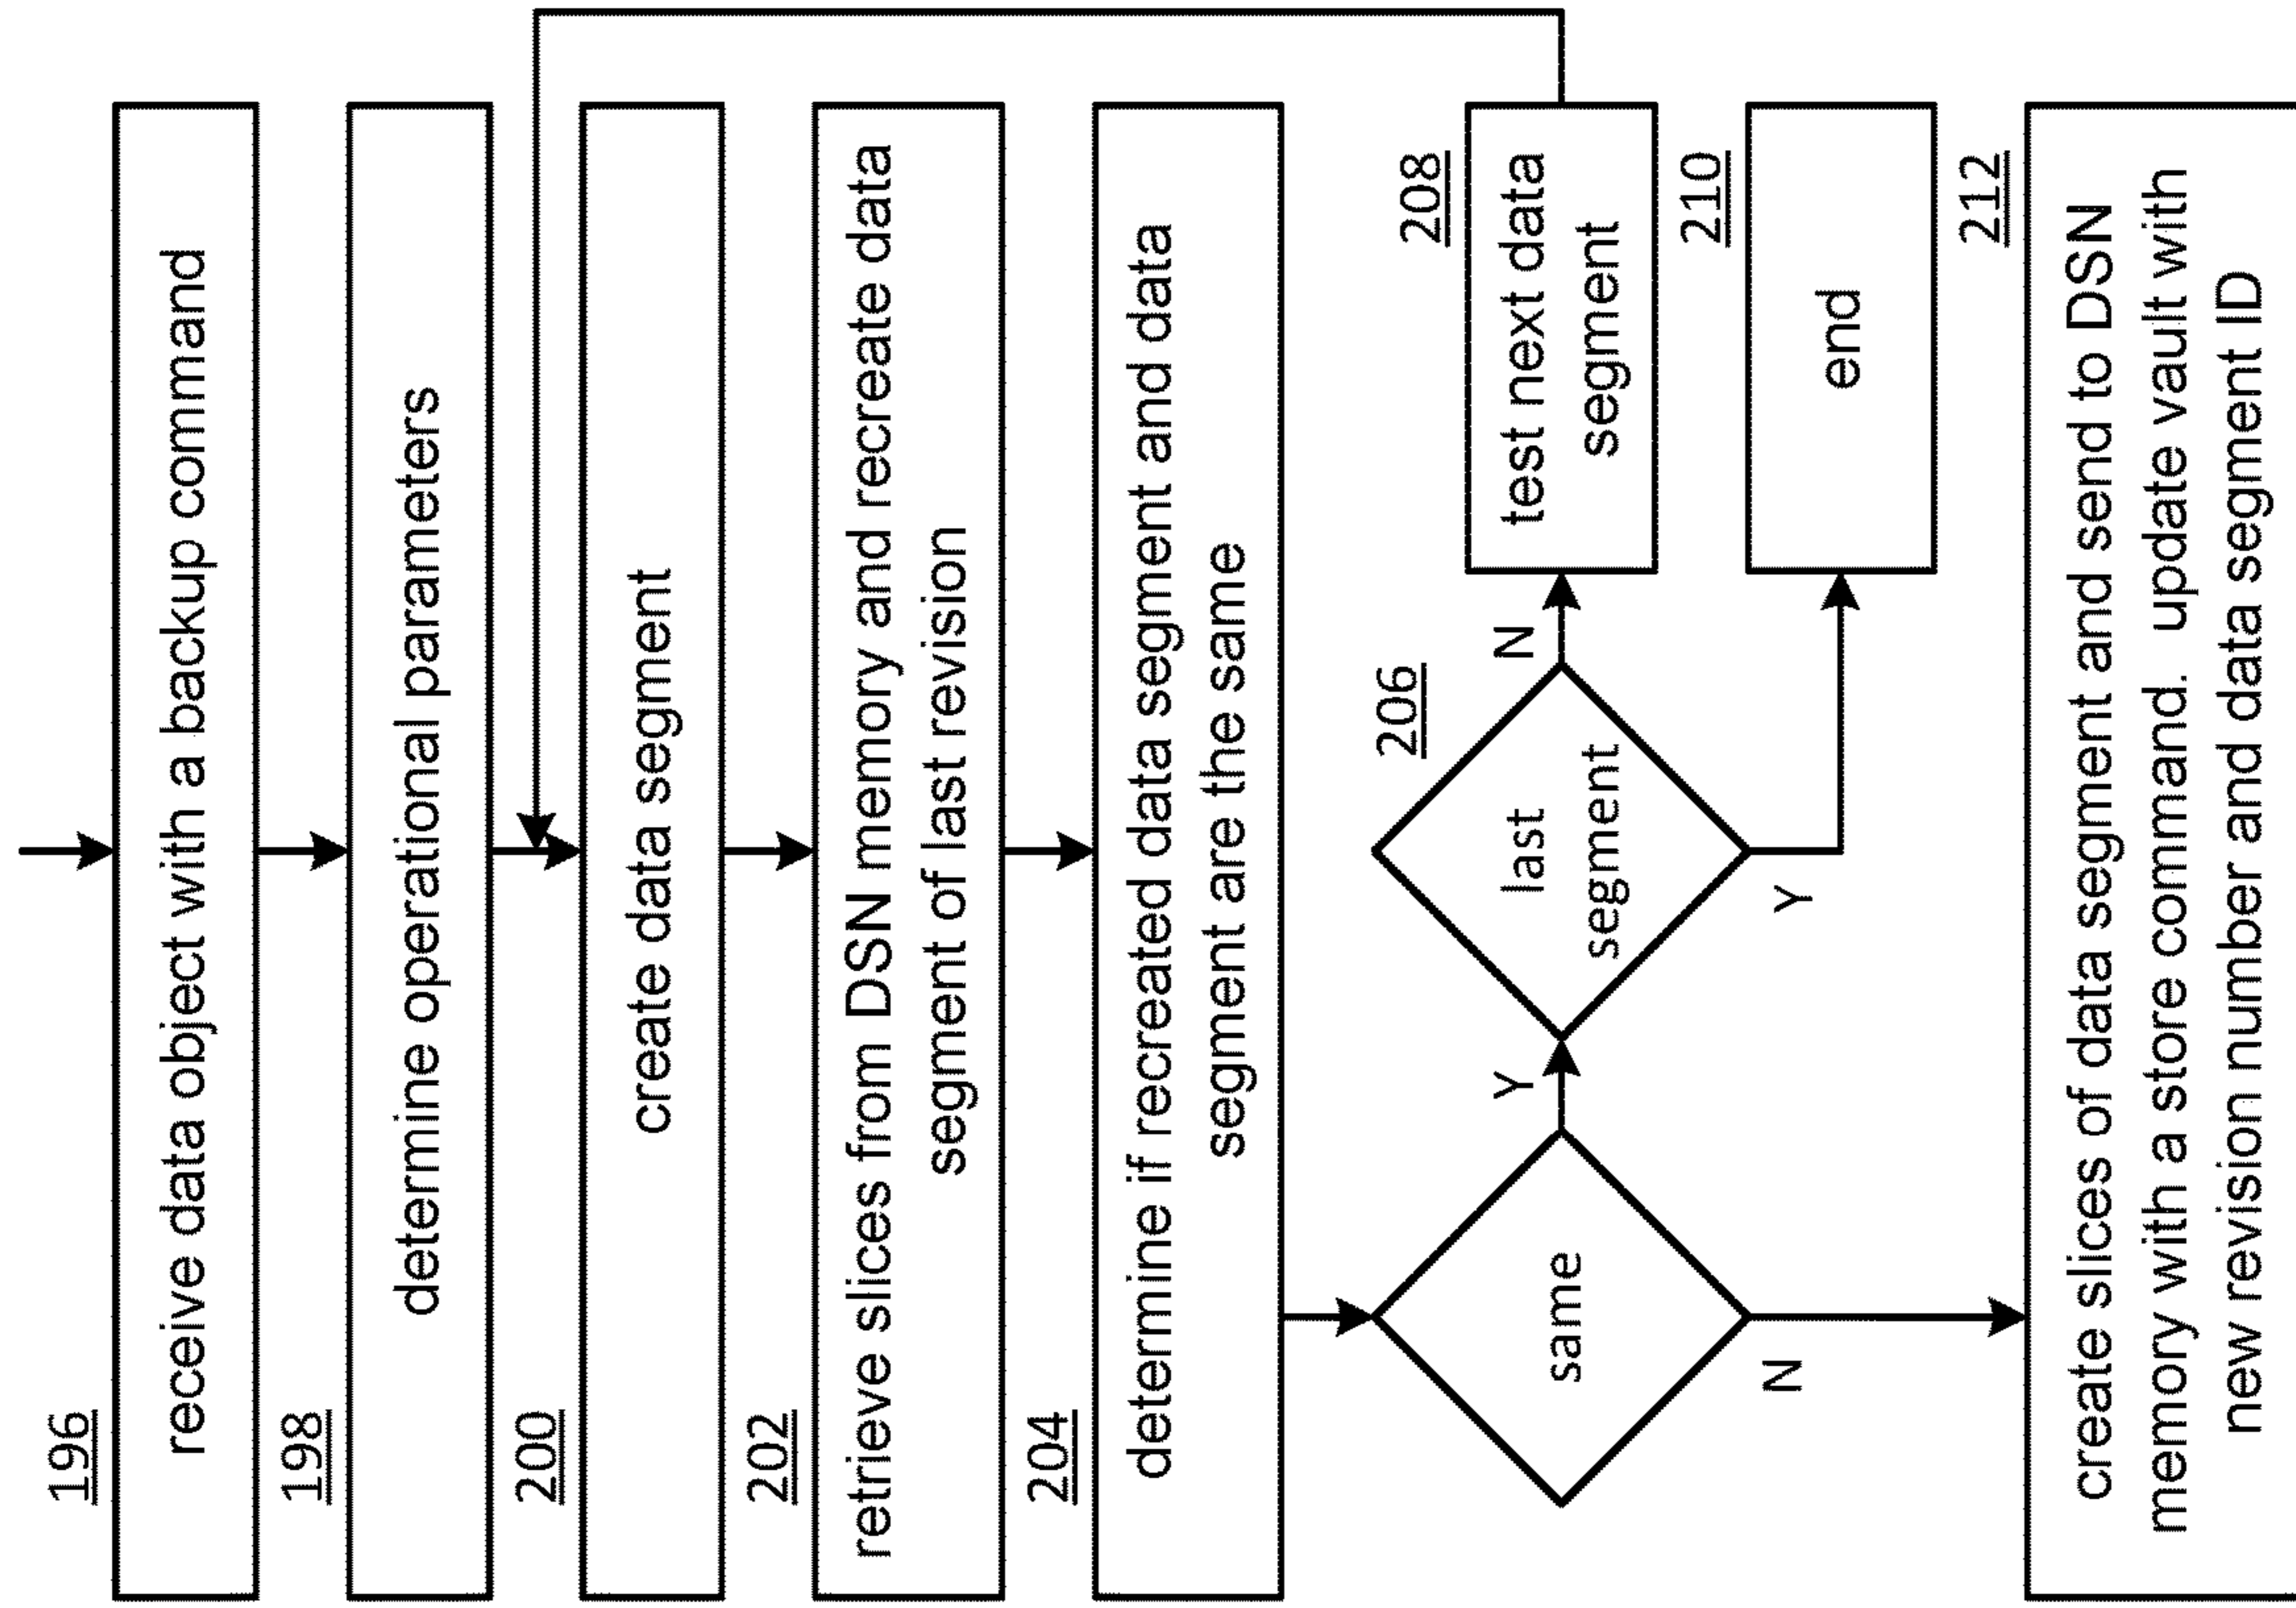 196
receive data object with a backup command
198
determine operational parameters
200
create data segment
202
retrieve slices from DSN memory and recreate data
segment of last revision
204
determine if recreated data segment and data
segment are the same
same
Y
N
206
last
segment
N
Y
208
test next data
segment
210
end
212
create slices of data segment and send to DSN
memory with a store command.  update vault with
new revision number and data segment ID